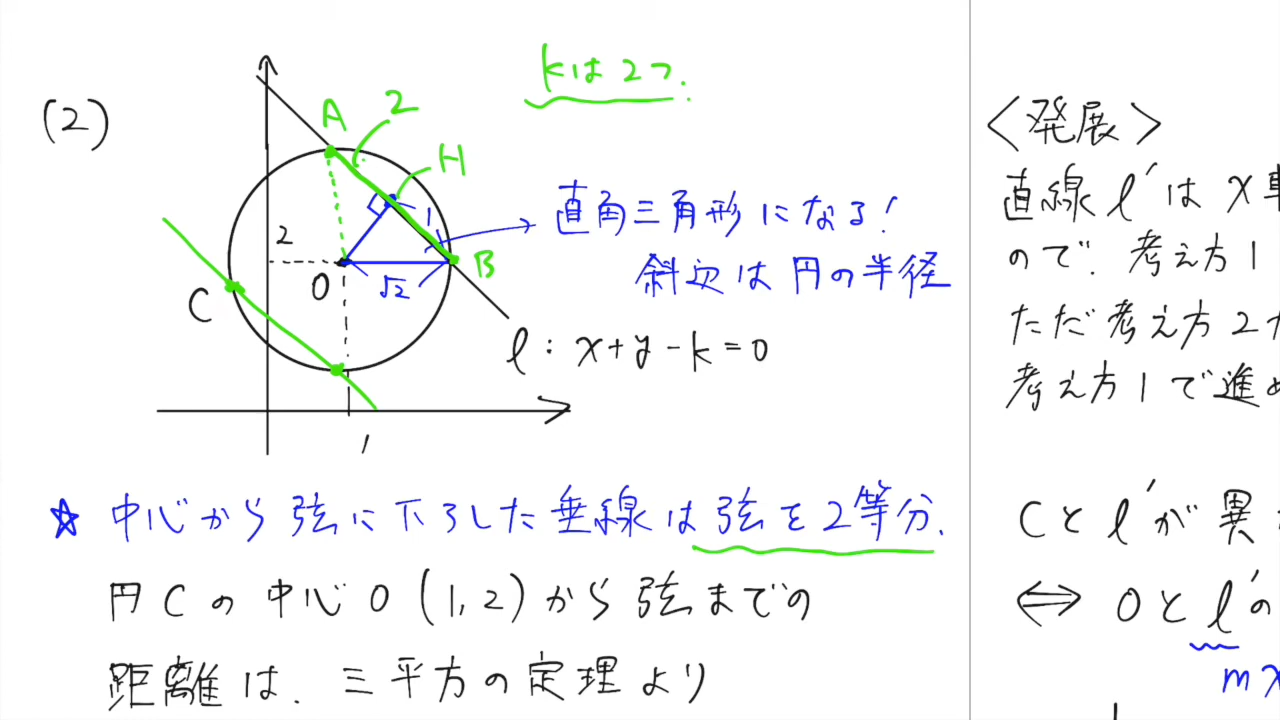 (2)
kは2つ.
A
2
H
2
1
直角三角形になる!
B
O
√2
斜辺は円の半径
C
l : x+y-k=0
1
☆ 中心から弦に下ろした垂線は弦を2等分.
円Cの中心O(1,2)から弦までの
距離は、三平方の定理より
<発展>
直線l'はx
ので、考え方1
ただ考え方2
考え方1で進め
Cとl'が異
⇔ Oとl'の
m